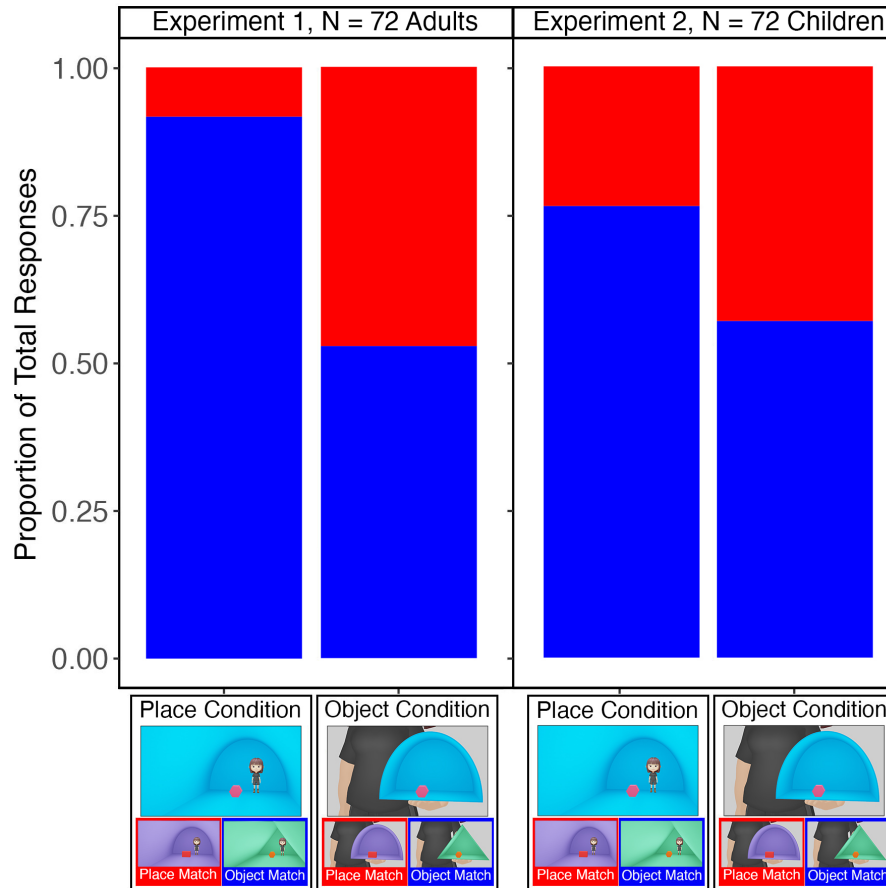 Experiment 1, N = 72 Adults
Experiment 2, N = 72 Children
Proportion of Total Responses
1.00
0.75
0.50
0.25
0.00
Place Condition
Object Condition
Place Condition
Object Condition
Place Match
Object Match
Place Match
Object Match
Place Match
Object Match
Place Match
Object Match